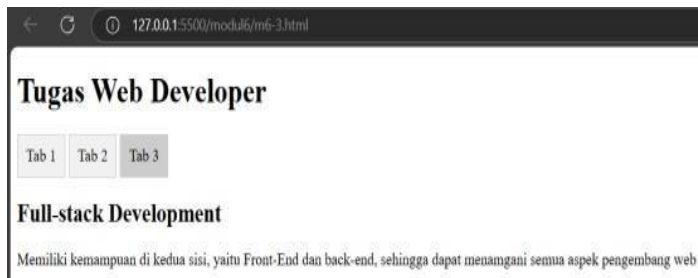 127.0.0.1:5500/modul6/m6-3.html
Tugas Web Developer
Tab 1 Tab 2 Tab 3
Full-stack Development
Memiliki kemampuan di kedua sisi, yaitu Front-End dan back-end, sehingga dapat menamgani semua aspek pengembang web